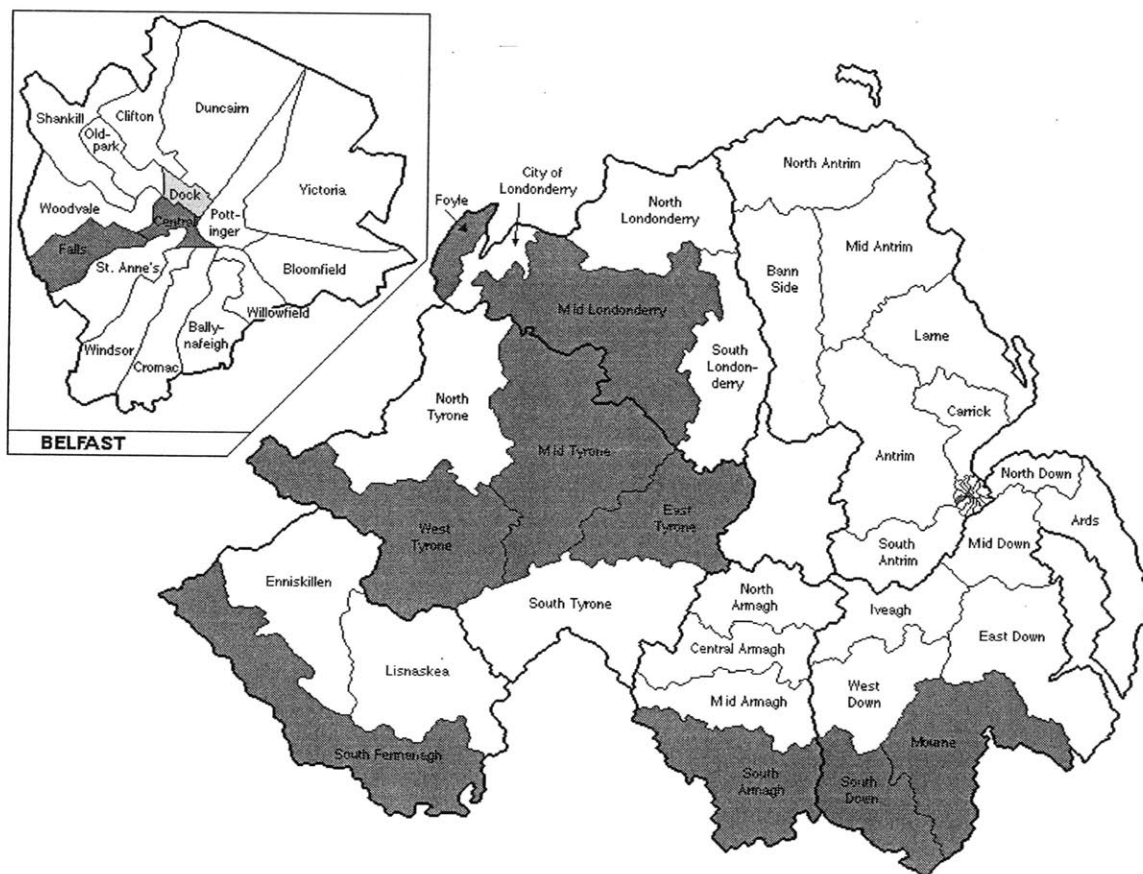 Shankill
Clifton
Duncairn
Old-
park
Dock
Victoria
Woodvale
Central
Pott-
inger
Falls
St. Anne's
Bloomfield
Willowfield
Bally-
nafeigh
Windsor
Cromac
BELFAST
Foyle
City of
Londonderry
North
Londonderry
North Antrim
Mid Antrim
Bann
Side
Mid Londonderry
Larne
South
London-
derry
North
Tyrone
Carrick
Mid Tyrone
Antrim
North Down
Ards
West
Tyrone
East
Tyrone
South
Antrim
Mid Down
Enniskillen
South Tyrone
North
Armagh
Iveagh
East Down
Central Armagh
Lisnaskea
West
Down
Mid Armagh
Mourne
South Fermanagh
South
Armagh
South
Down